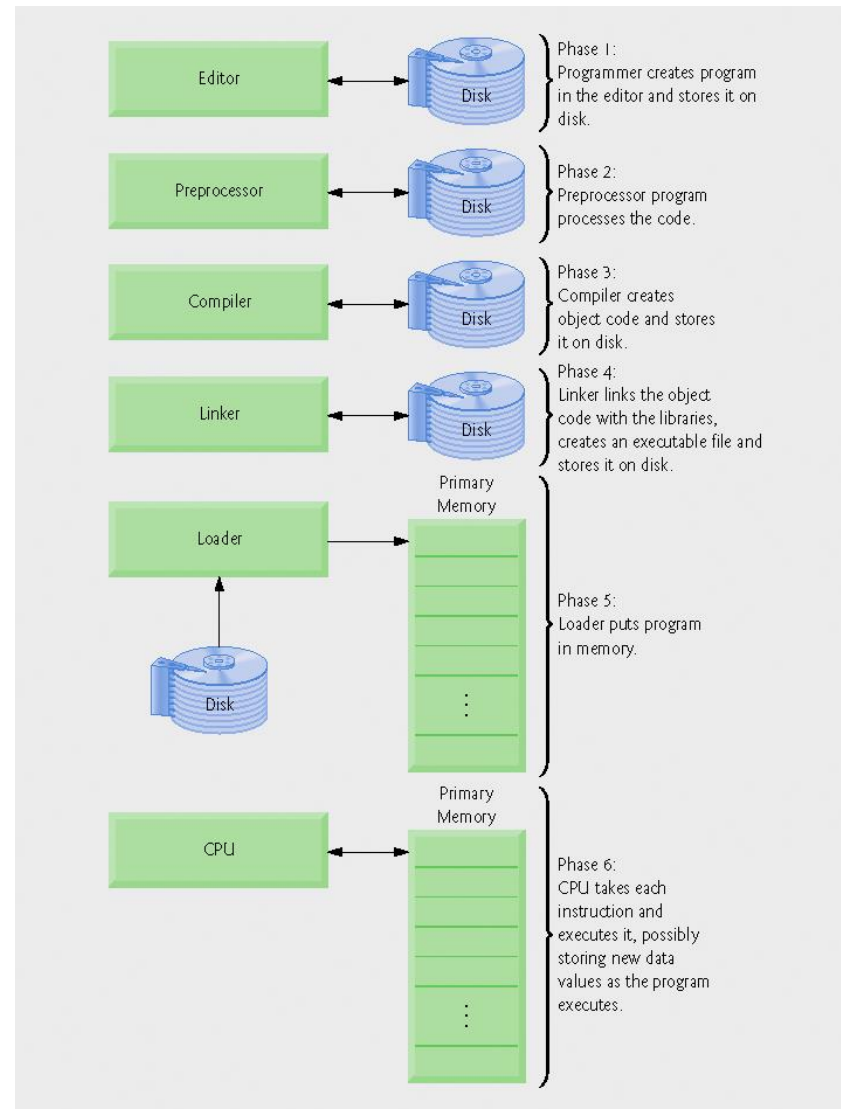 Editor
Disk
Phase 1:
Programmer creates program
in the editor and stores it on
disk.
Preprocessor
Disk
Phase 2:
Preprocessor program
processes the code.
Compiler
Disk
Phase 3:
Compiler creates
object code and stores
it on disk.
Linker
Disk
Phase 4:
Linker links the object
code with the libraries,
creates an executable file and
stores it on disk.
Primary
Memory
Loader
Disk
Phase 5:
Loader puts program
in memory.
Primary
Memory
CPU
Phase 6:
CPU takes each
instruction and
executes it, possibly
storing new data
values as the program
executes.